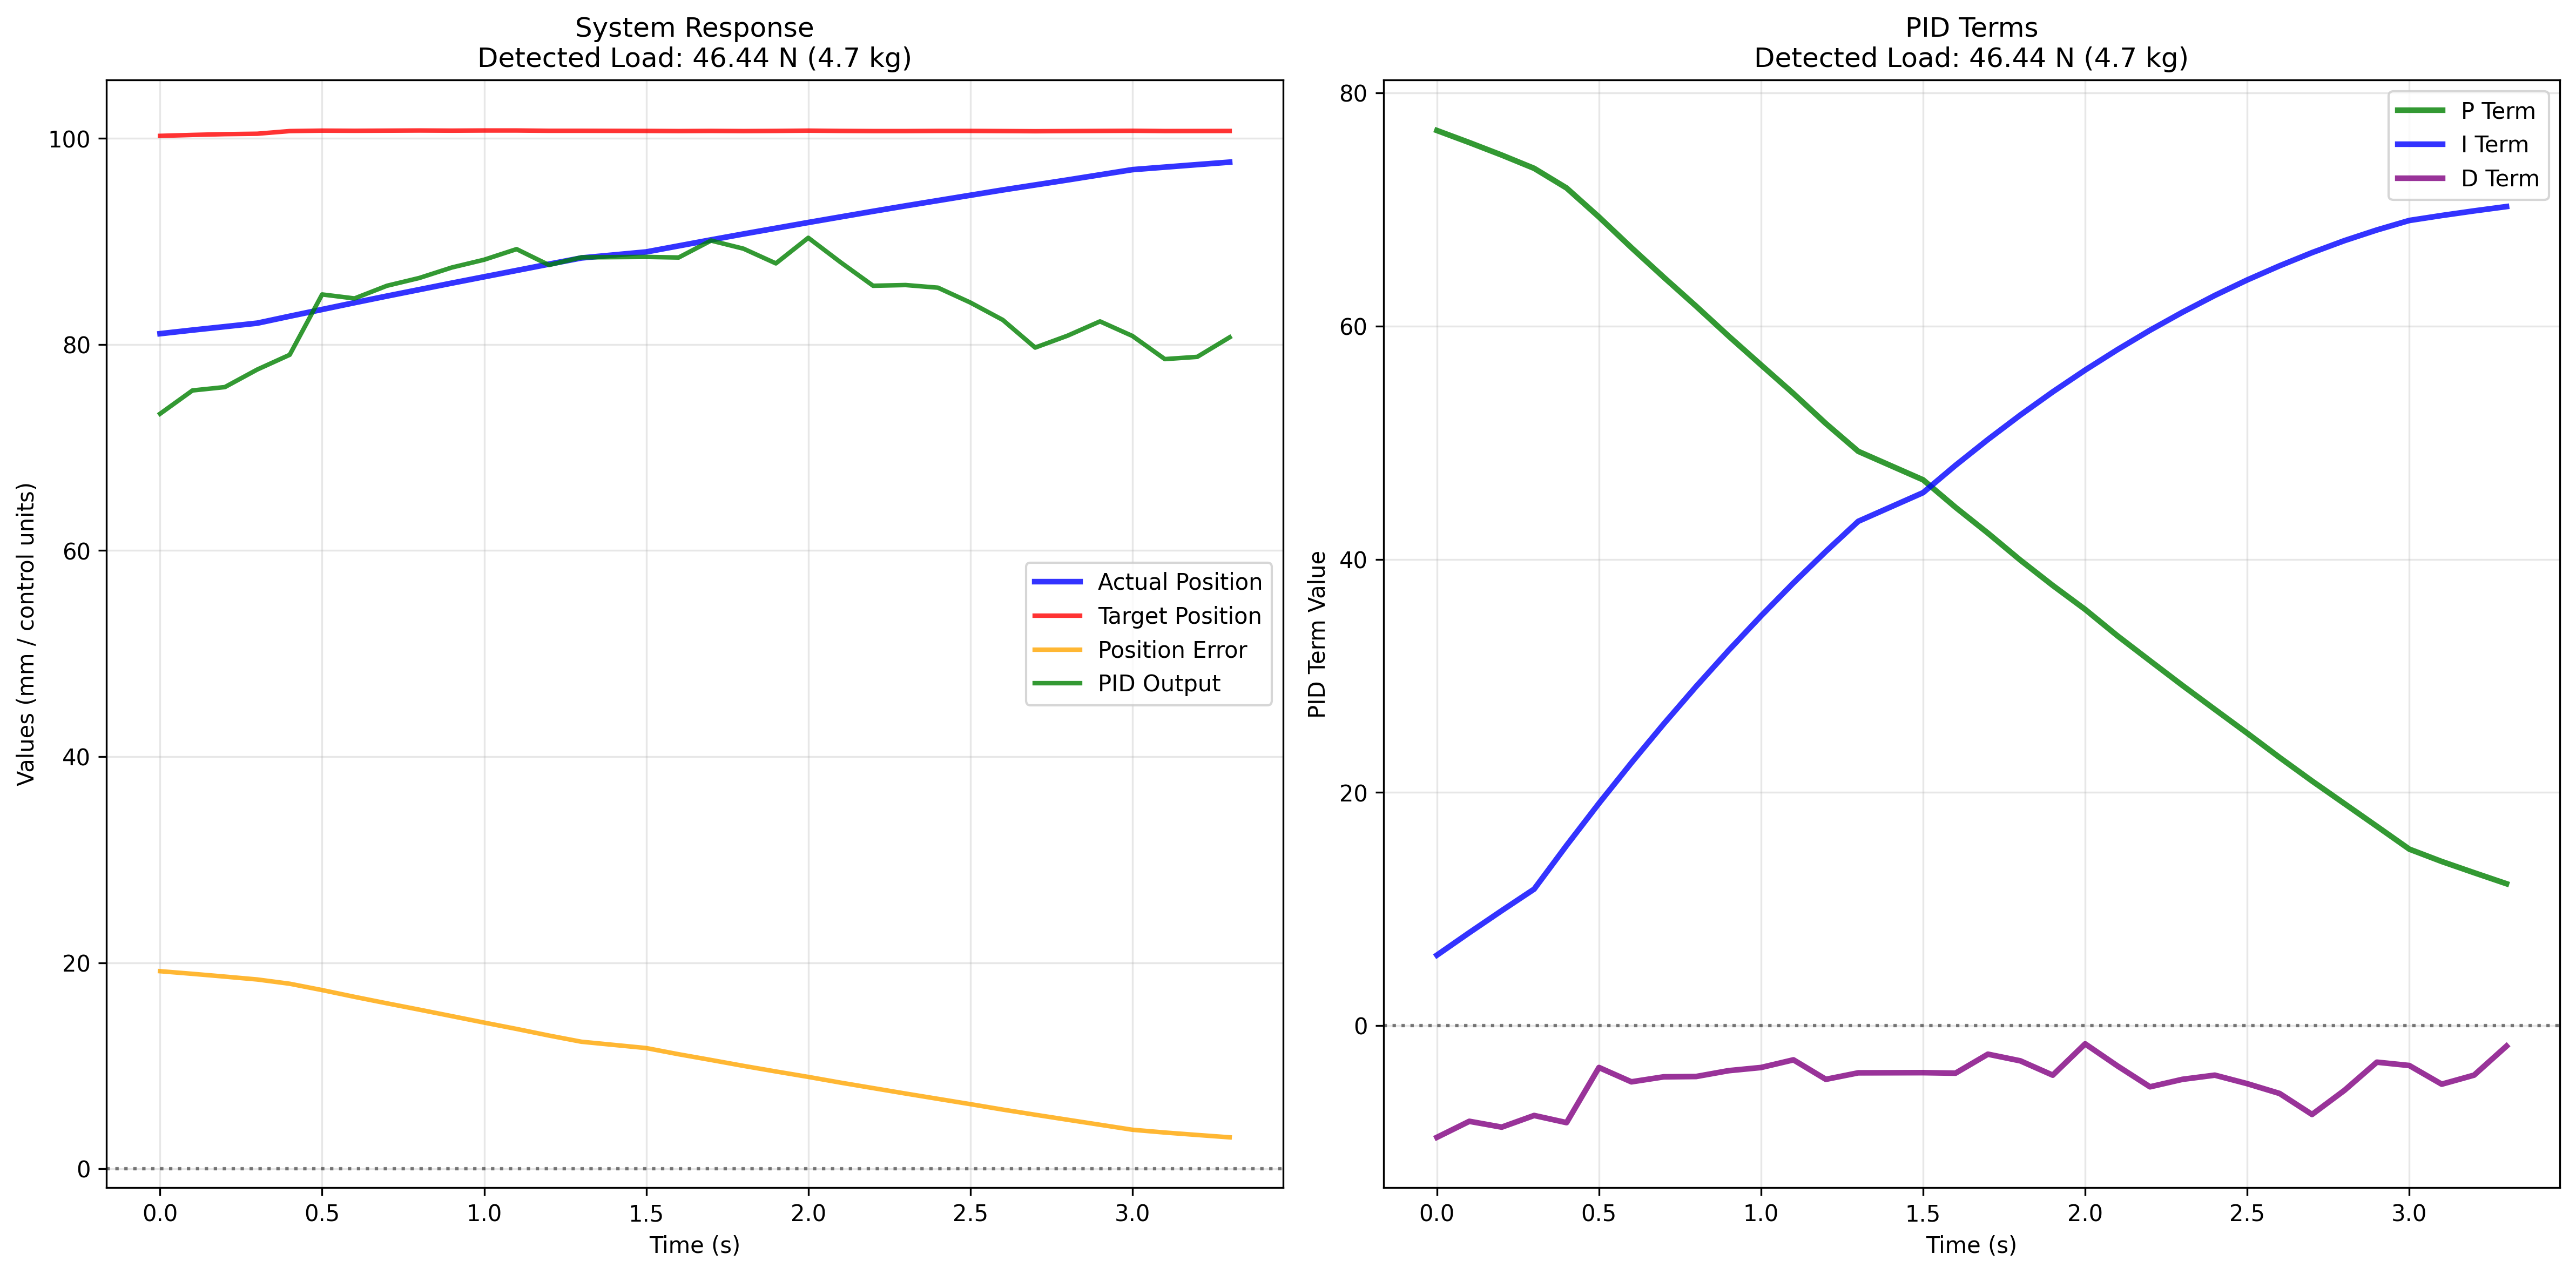 System Response
Detected Load: 46.44 N (4.7 kg)
Values (mm / control units)
100
80
60
40
20
0
Actual Position
Target Position
Position Error
PID Output
0.0 0.5 1.0 1.5 2.0 2.5 3.0
Time (s)
PID Terms
Detected Load: 46.44 N (4.7 kg)
PID Term Value
80
60
40
20
0
P Term
I Term
D Term
0.0 0.5 1.0 1.5 2.0 2.5 3.0
Time (s)